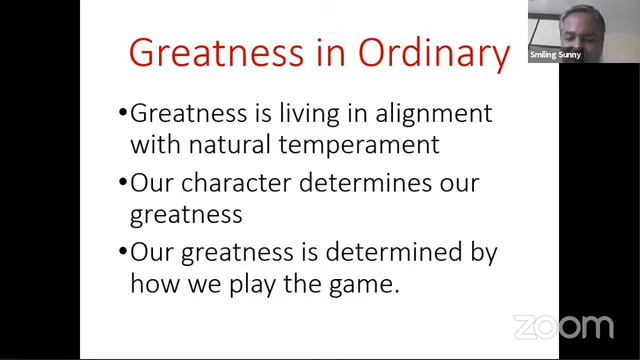 Greatness in Ordinary
Smiling Sunny
•Greatness is living in alignment
with natural temperament
•Our character determines our
greatness
•Our greatness is determined by
how we play the game.
zoom